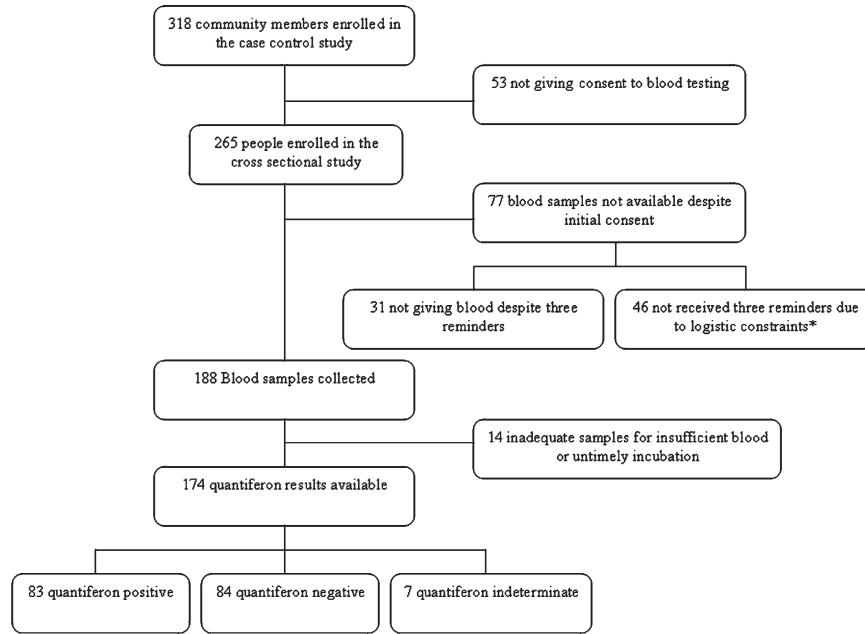 318 community members enrolled in
the case control study
53 not giving consent to blood testing
265 people enrolled in the
cross sectional study
77 blood samples not available despite
initial consent
31 not giving blood despite three
reminders
46 not received three reminders due
to logistic constraints*
188 Blood samples collected
14 inadequate samples for insufficient blood
or untimely incubation
174 quantiferon results available
83 quantiferon positive
84 quantiferon negative
7 quantiferon indeterminate